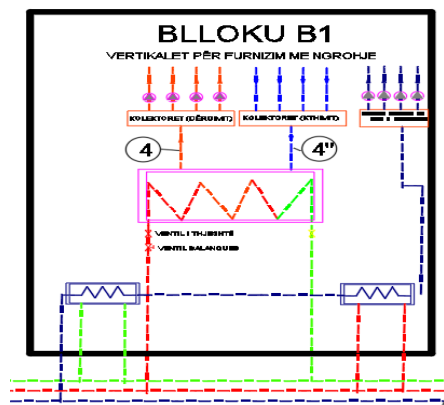 BLLOKU B1
VERTIKALET PËR FURNIZIM ME NGROHJE
KOLEKTORET (DËRGIMIT)
KOLEKTORET (KTHIMIT)
4
4"
VENTIL I THJESHTË
VENTIL BALANCUES